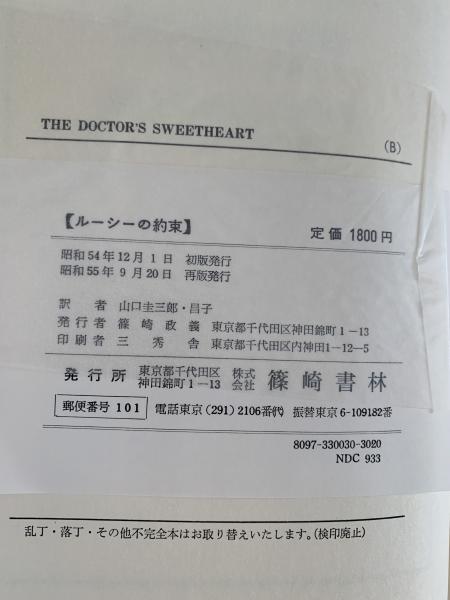 THE DOCTOR'S SWEETHEART
(B)
【ルーシーの約束】 定価 1800円
昭和54年12月1日 初版発行
昭和55年9月20日 再版発行
訳者 山口圭三郎・昌子
発行者 篠崎政義 東京都千代田区神田錦町1-13
印刷者 三秀舎 東京都千代田区内神田1-12-5
発行所 東京都千代田区神田錦町1-13 株式会社 篠崎書林
郵便番号 101 電話東京(291)2106番代 振替東京6-109182番
8097-330030-3020
NDC 933
乱丁・落丁・その他不完全本はお取り替えいたします。(検印廃止)